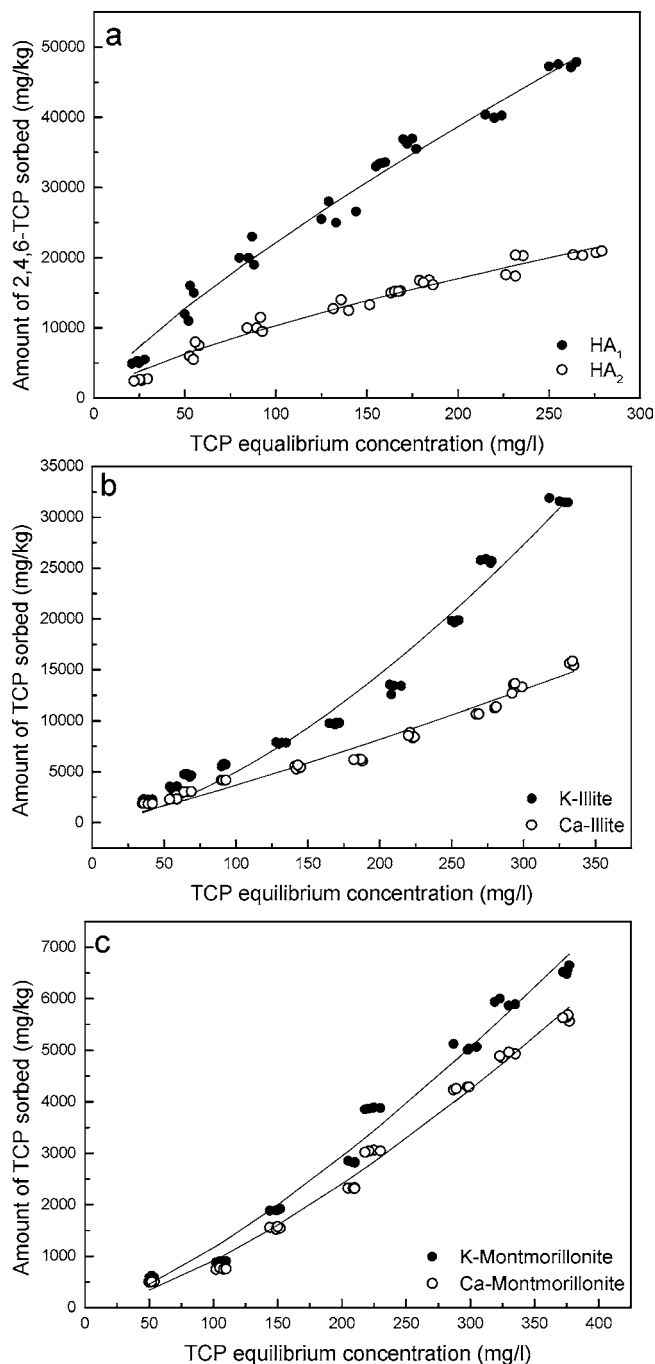 a
50000
40000
30000
20000
10000
0
Amount of 2,4,6-TCP sorbed (mg/kg)
HA1
HA2
0 50 100 150 200 250 300
TCP equalibrium concentration (mg/l)
b
35000
30000
25000
20000
15000
10000
5000
0
Amount of TCP sorbed (mg/kg)
K-Illite
Ca-Illite
0 50 100 150 200 250 300 350
TCP equilibrium concentration (mg/l)
c
7000
6000
5000
4000
3000
2000
1000
0
Amount of TCP sorbed (mg/kg)
K-Montmorillonite
Ca-Montmorillonite
0 50 100 150 200 250 300 350 400
TCP equilibrium concentration (mg/l)